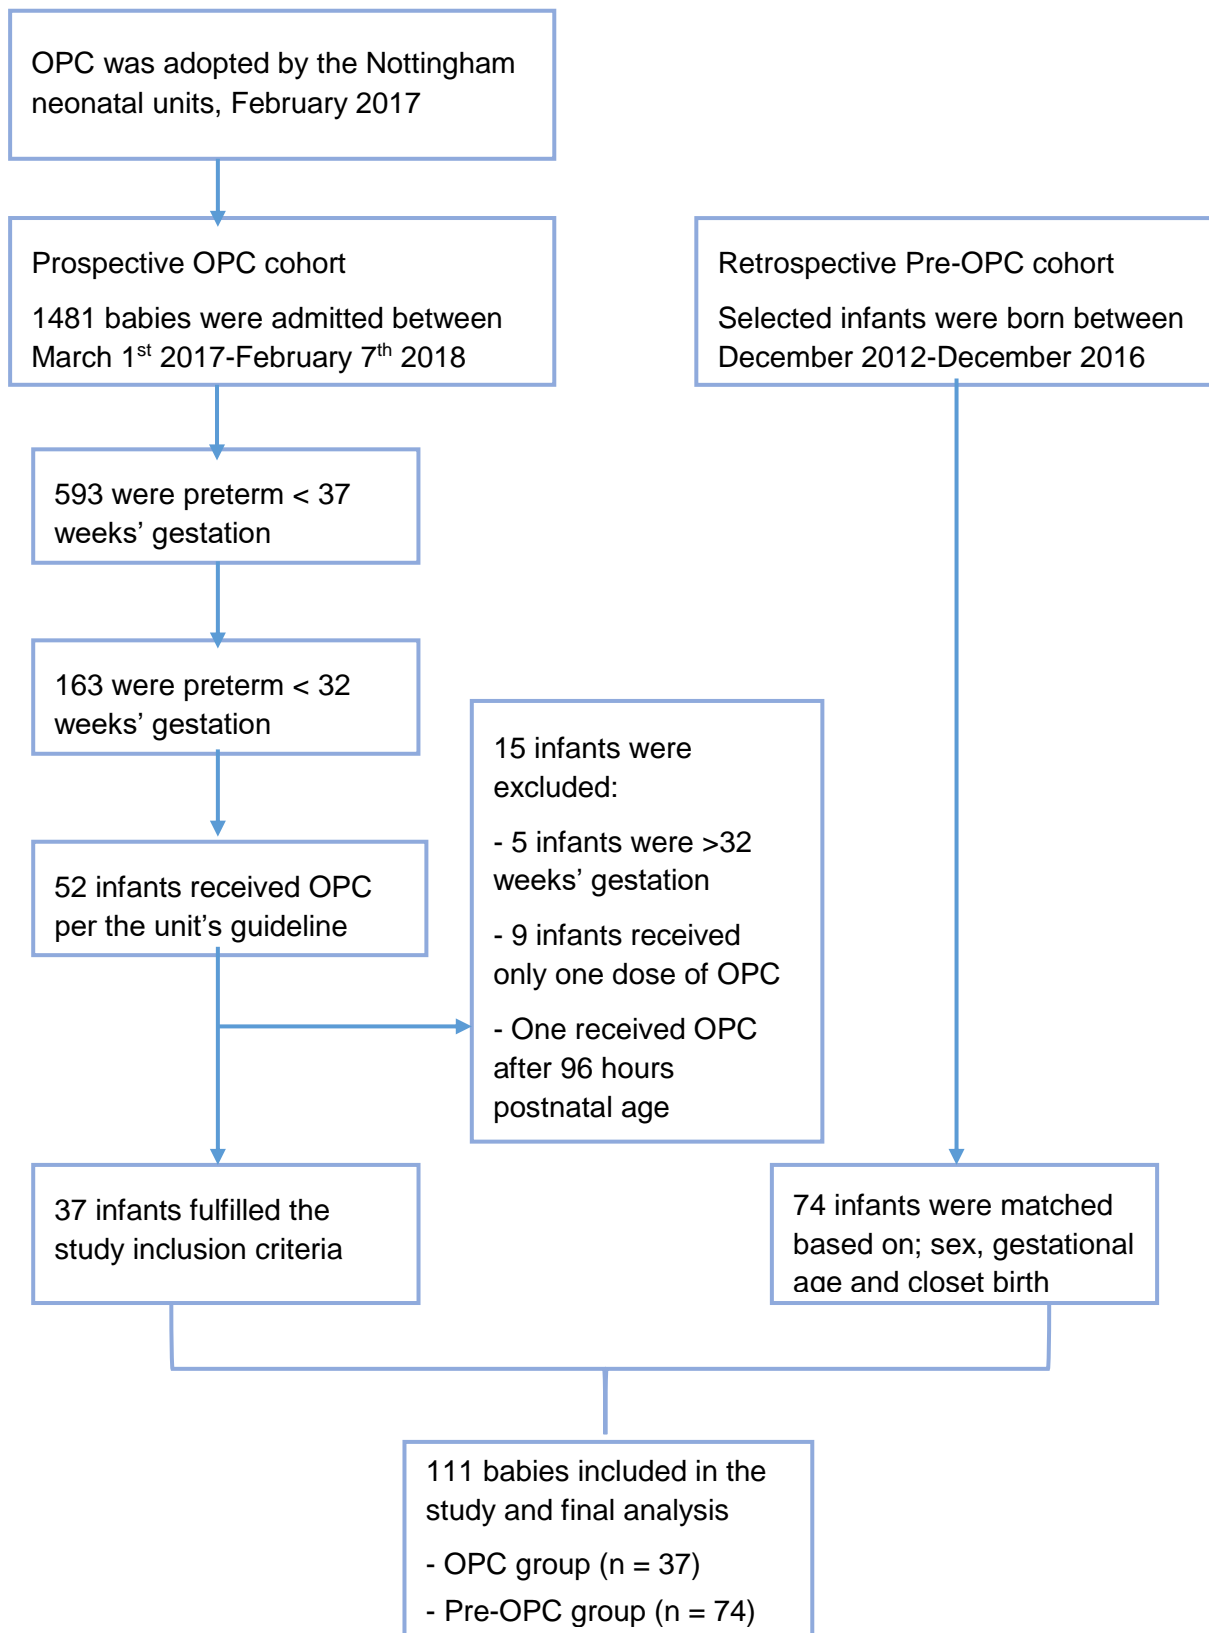 OPC was adopted by the Nottingham
neonatal units, February 2017
Prospective OPC cohort
1481 babies were admitted between
March 1st 2017-February 7th 2018
Retrospective Pre-OPC cohort
Selected infants were born between
December 2012-December 2016
593 were preterm < 37
weeks’ gestation
163 were preterm < 32
weeks’ gestation
52 infants received OPC
per the unit’s guideline
15 infants were
excluded:
- 5 infants were >32
weeks’ gestation
- 9 infants received
only one dose of OPC
- One received OPC
after 96 hours
postnatal age
37 infants fulfilled the
study inclusion criteria
74 infants were matched
based on; sex, gestational
age and closet birth
111 babies included in the
study and final analysis
- OPC group (n = 37)
- Pre-OPC group (n = 74)